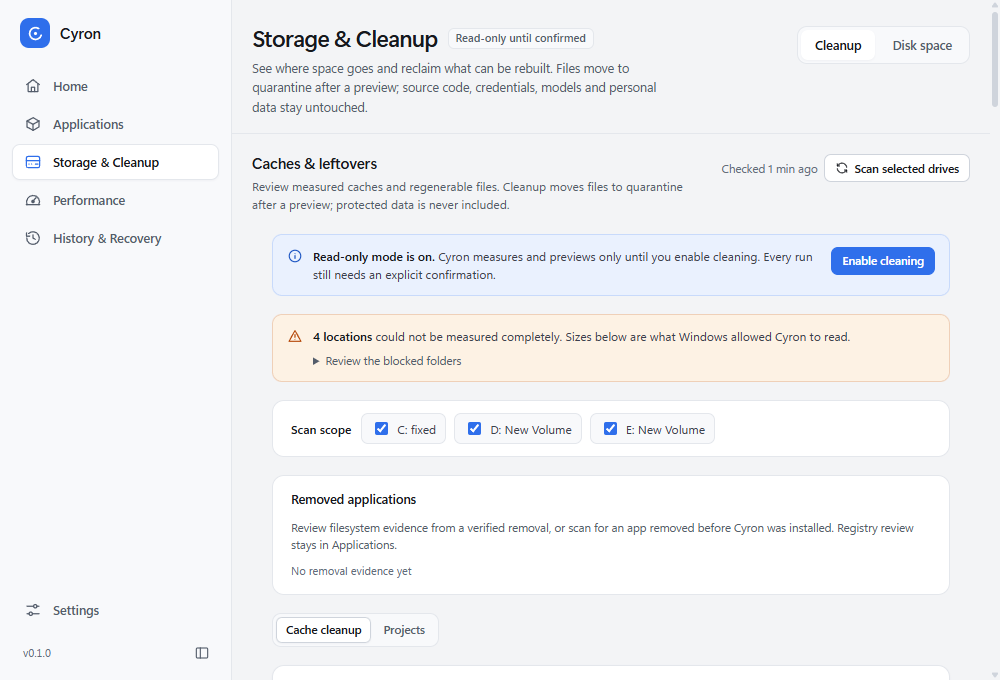 Cyron
Home
Applications
Storage & Cleanup
Performance
History & Recovery
Settings
v0.1.0
Storage & Cleanup
Read-only until confirmed
Cleanup
Disk space
See where space goes and reclaim what can be rebuilt. Files move to
quarantine after a preview; source code, credentials, models and personal
data stay untouched.
Caches & leftovers
Review measured caches and regenerable files. Cleanup moves files to quarantine
after a preview; protected data is never included.
Checked 1 min ago
Scan selected drives
Read-only mode is on. Cyron measures and previews only until you enable cleaning. Every run
still needs an explicit confirmation.
Enable cleaning
4 locations could not be measured completely. Sizes below are what Windows allowed Cyron to read.
Review the blocked folders
Scan scope
C: fixed
D: New Volume
E: New Volume
Removed applications
Review filesystem evidence from a verified removal, or scan for an app removed before Cyron was installed. Registry review
stays in Applications.
No removal evidence yet
Cache cleanup
Projects